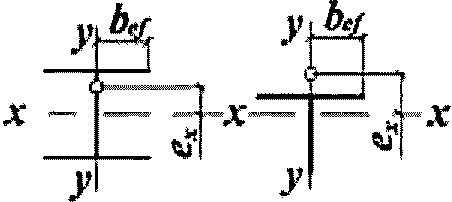 y b_ef y b_ef
x x x
e_x e_x
y y